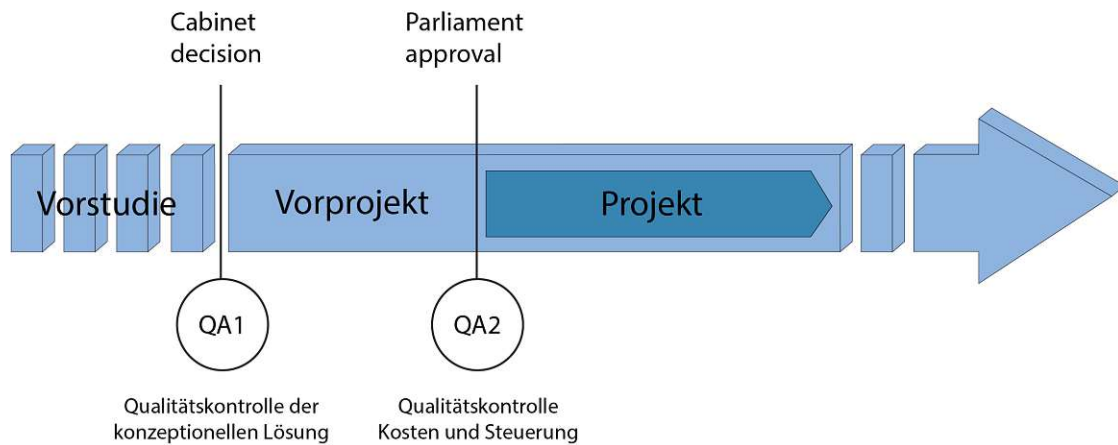 Cabinet
decision
Parliament
approval
Vorstudie
Vorprojekt
Projekt
QA1
QA2
Qualitätskontrolle der
konzeptionellen Lösung
Qualitätskontrolle
Kosten und Steuerung